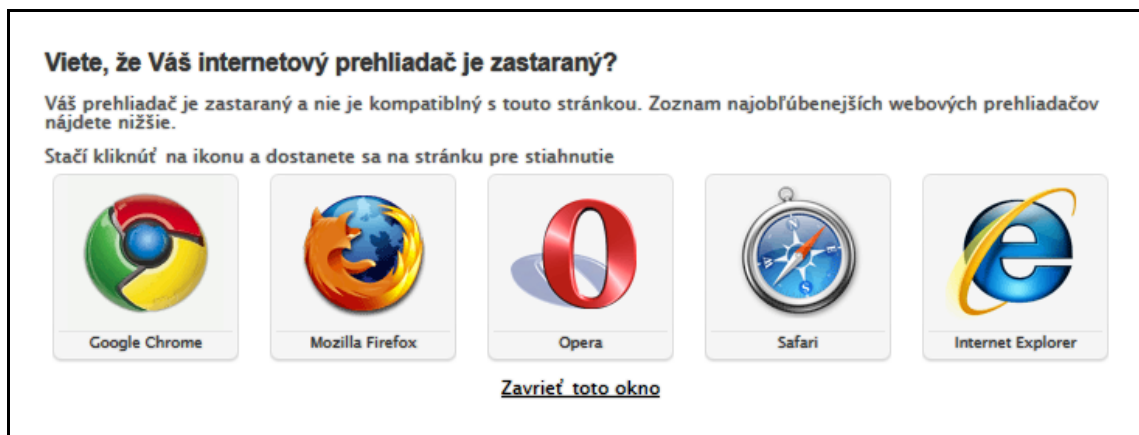 Viete, že Váš internetový prehliadač je zastaraný?
Váš prehliadač je zastaraný a nie je kompatiblný s touto stránkou. Zoznam najobľúbenejších webových prehliadačov
nájdete nižšie.
Stačí kliknúť na ikonu a dostanete sa na stránku pre stiahnutie
Google Chrome
Mozilla Firefox
Opera
Safari
Internet Explorer
Zavrieť toto okno